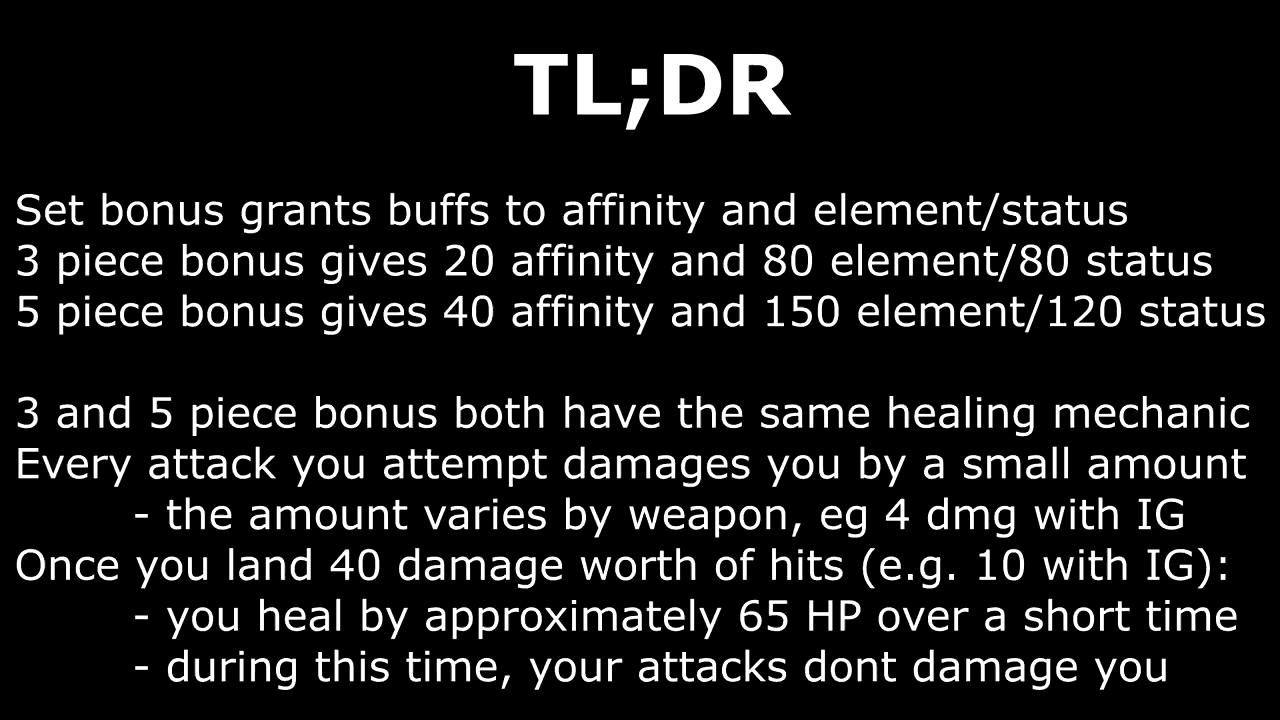 TL;DR
Set bonus grants buffs to affinity and element/status
3 piece bonus gives 20 affinity and 80 element/80 status
5 piece bonus gives 40 affinity and 150 element/120 status
3 and 5 piece bonus both have the same healing mechanic
Every attack you attempt damages you by a small amount
- the amount varies by weapon, eg 4 dmg with IG
Once you land 40 damage worth of hits (e.g. 10 with IG):
- you heal by approximately 65 HP over a short time
- during this time, your attacks dont damage you